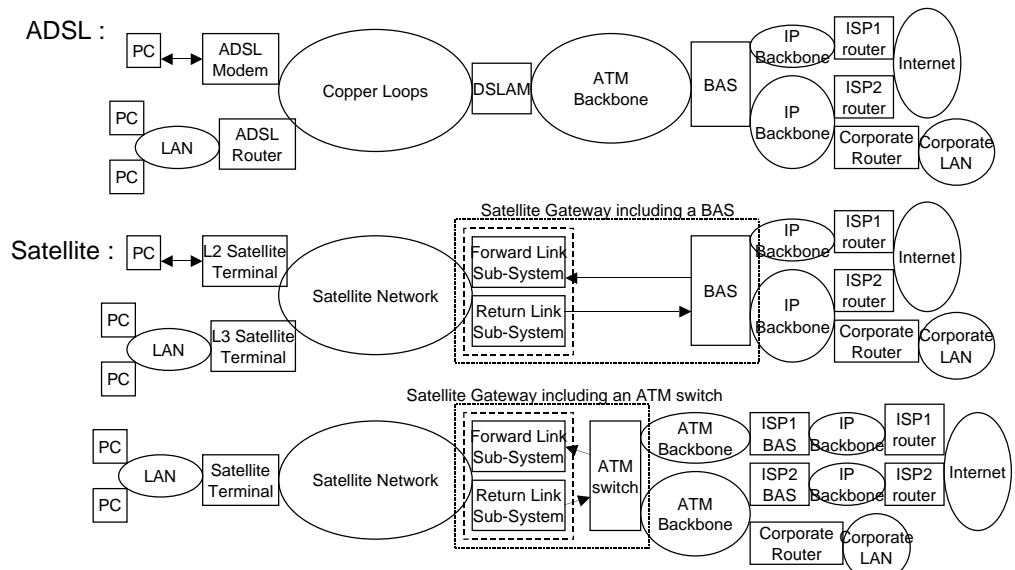 ADSL :
PC
ADSL
Modem
PC
LAN
PC
ADSL
Router
Copper Loops
DSLAM
ATM
Backbone
BAS
IP
Backbone
ISP1
router
Internet
IP
Backbone
ISP2
router
Corporate
Router
Corporate
LAN
Satellite :
Satellite Gateway including a BAS
PC
L2 Satellite
Terminal
PC
LAN
PC
L3 Satellite
Terminal
Satellite Network
Forward Link
Sub-System
Return Link
Sub-System
BAS
IP
Backbone
ISP1
router
Internet
IP
Backbone
ISP2
router
Corporate
Router
Corporate
LAN
Satellite Gateway including an ATM switch
PC
LAN
PC
Satellite
Terminal
Satellite Network
Forward Link
Sub-System
Return Link
Sub-System
ATM
switch
ATM
Backbone
ISP1
BAS
IP
Backbone
ISP1
router
Internet
ATM
Backbone
ISP2
BAS
IP
Backbone
ISP2
router
Corporate
Router
Corporate
LAN